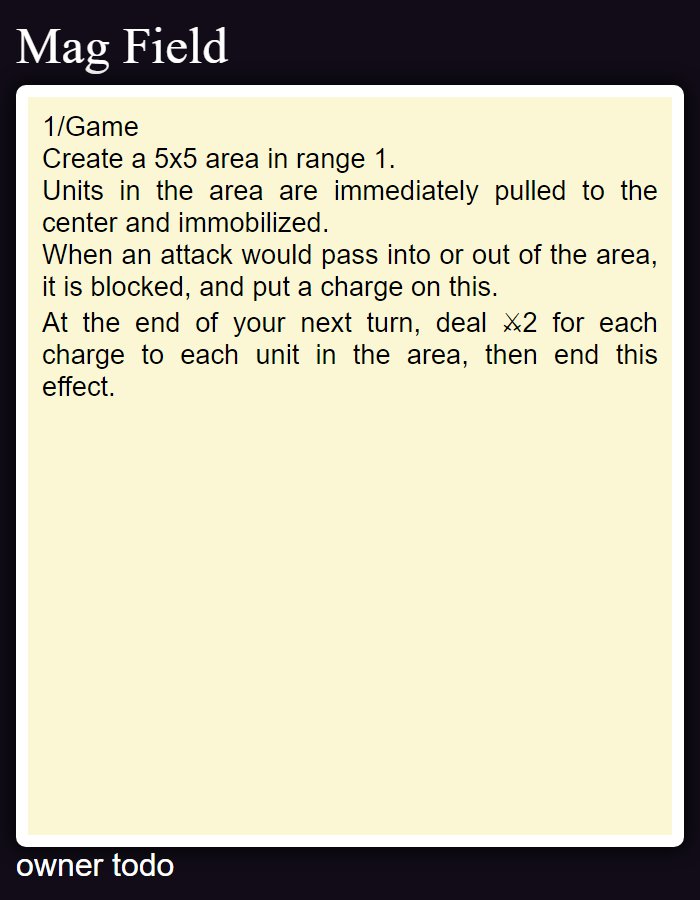 Mag Field
1/Game
Create a 5x5 area in range 1.
Units in the area are immediately pulled to the
center and immobilized.
When an attack would pass into or out of the area,
it is blocked, and put a charge on this.
At the end of your next turn, deal ⚔2 for each
charge to each unit in the area, then end this
effect.
owner todo